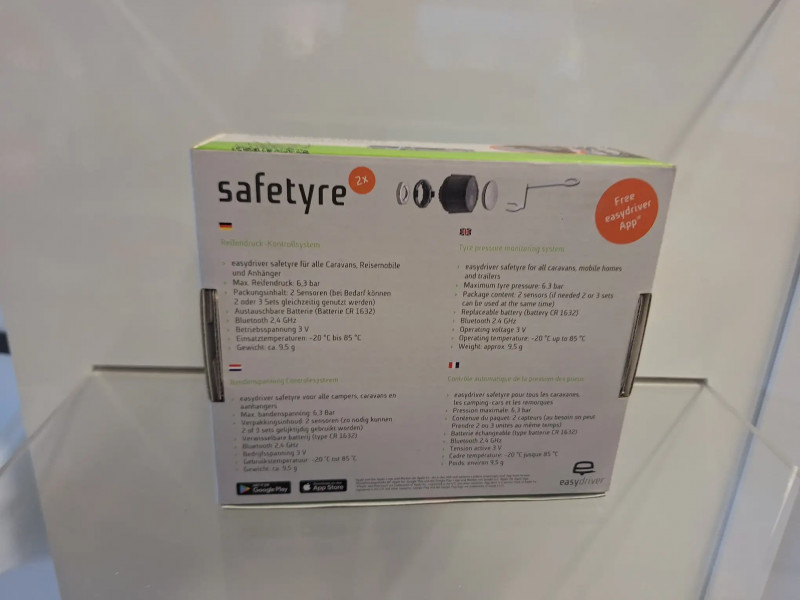 safetyre
2x
Free
easydriver
App*
Reifendruck-Kontrollsystem
easydriver safetyre für alle Caravans, Reisemobile
und Anhänger
Max. Reifendruck: 6,3 bar
Packungsinhalt: 2 Sensoren (bei Bedarf können
2 oder 3 Sets gleichzeitig genutzt werden)
Austauschbare Batterie (Batterie CR 1632)
Bluetooth 2,4 GHz
Betriebsspannung 3 V
Einsatztemperaturen: -20 °C bis 85 °C
Gewicht: ca. 9,5 g
Tyre pressure monitoring system
easydriver safetyre for all caravans, mobile homes
and trailers
Maximum tyre pressure: 6.3 bar
Package content: 2 sensors (if needed 2 or 3 sets
can be used at the same time)
Replaceable battery (battery CR 1632)
Bluetooth 2,4 GHz
Operating voltage 3 V
Operating temperature: -20 °C up to 85 °C
Weight: approx. 9,5 g
Bandenspanning-Controlesysteem
easydriver safetyre voor alle campers, caravans en
aanhangers
Max. bandenspanning: 6,3 Bar
Verpakkingsinhoud: 2 sensoren (zo nodig kunnen
2 of 3 sets gelijktijdig gebruikt worden)
Verwisselbare batterij (type CR 1632)
Bluetooth 2,4 GHz
Bedrijfsspanning 3 V
Gebruikstemperatuur: -20 °C tot 85 °C
Gewicht: ca. 9,5 g
Contrôle automatique de la pression des pneus
easydriver safetyre pour tous les caravanes,
les camping-cars et les remorques
Pression maximale: 6,3 bar
Contenue du paquet: 2 capteurs (au besoin on peut
Prendre 2 ou 3 unités au même temps)
Batterie échangeable (type batterie CR 1632)
Bluetooth 2,4 GHz
Tension active 3 V
Cadre température: -20 °C jusque 85 °C
Poids: environ 9,5 g
Google Play
App Store
easydriver